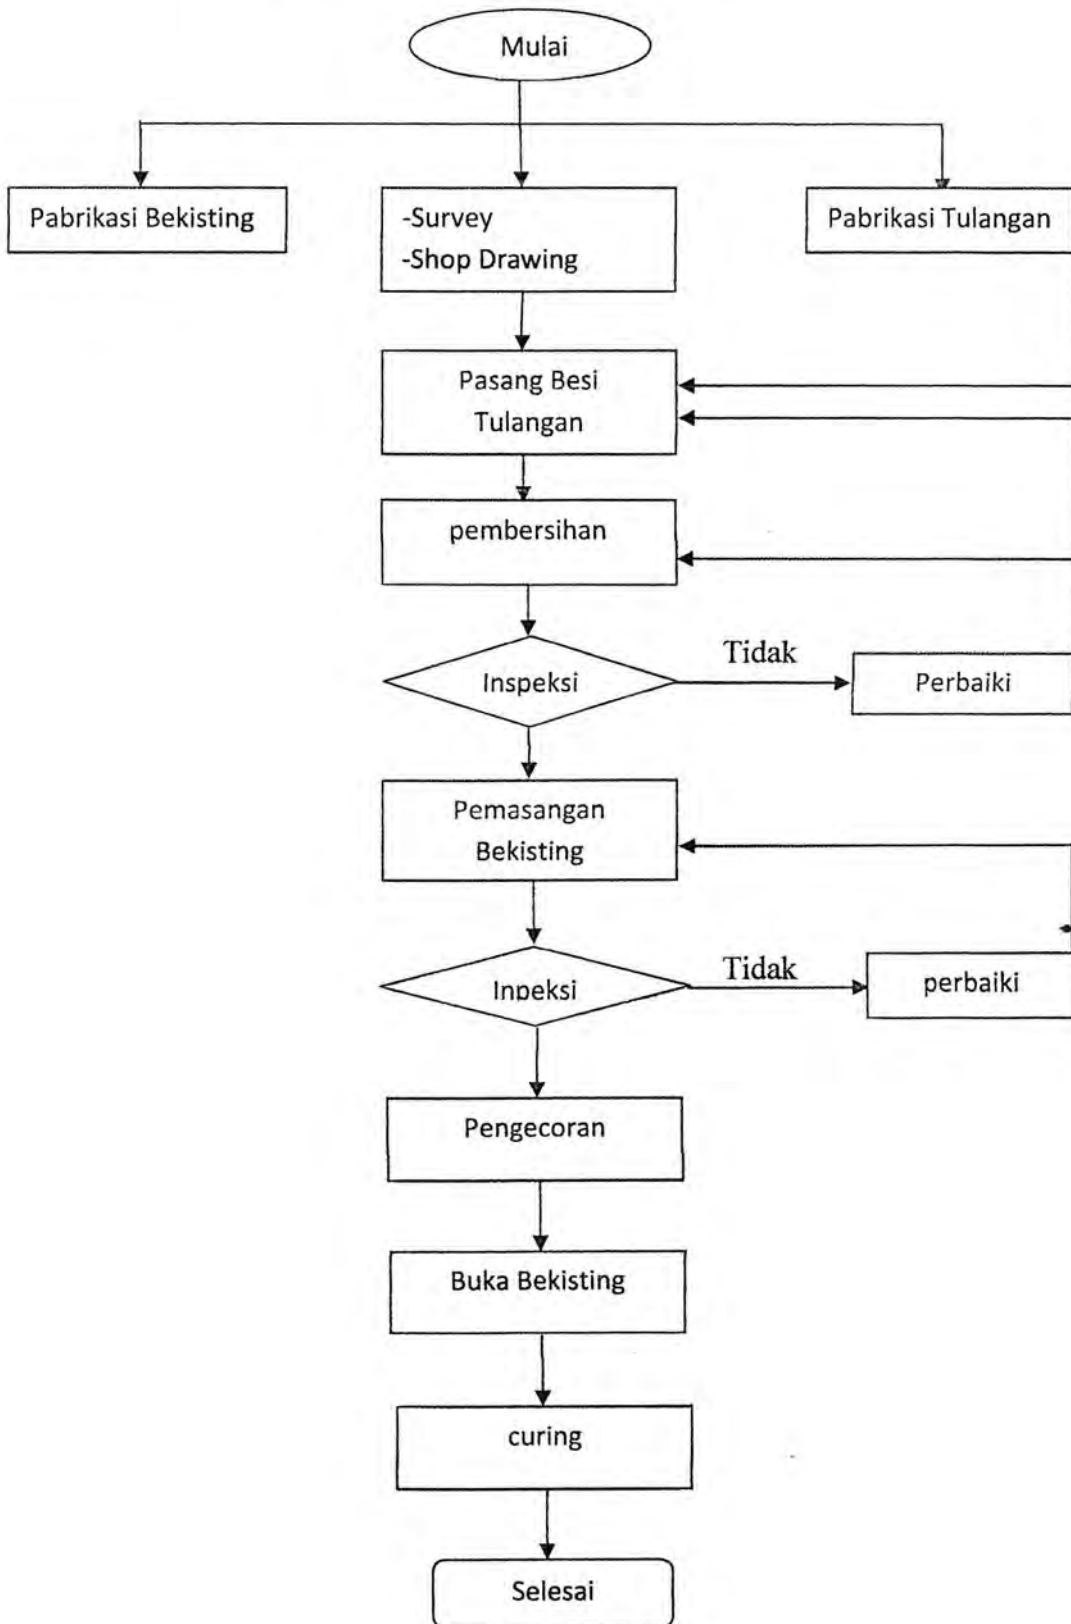 Mulai
Pabrikasi Bekisting
-Survey
-Shop Drawing
Pabrikasi Tulangan
Pasang Besi
Tulangan
pembersihan
Inspeksi
Tidak
Perbaiki
Pemasangan
Bekisting
Inpeksi
Tidak
perbaiki
Pengecoran
Buka Bekisting
curing
Selesai